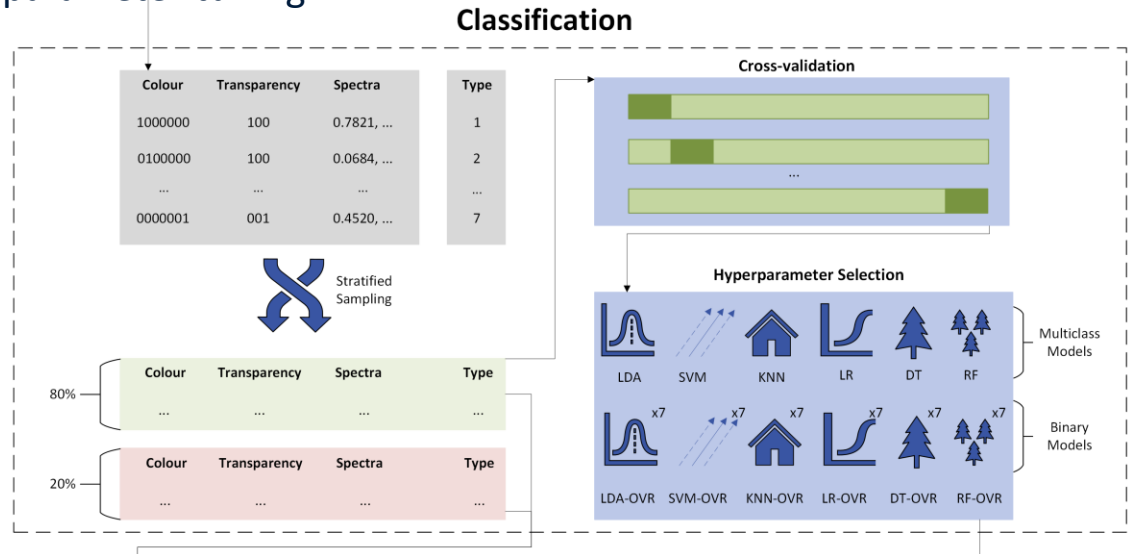 Classification
Colour Transparency Spectra Type
1000000 100 0.7821, ... 1
0100000 100 0.0684, ... 2
... ... ... ...
0000001 001 0.4520, ... 7
Stratified
Sampling
80%
Colour Transparency Spectra Type
... ... ... ...
20%
Colour Transparency Spectra Type
... ... ... ...
Cross-validation
...
Hyperparameter Selection
LDA SVM KNN LR DT RF
Multiclass
Models
x7 x7 x7 x7 x7 x7
LDA-OVR SVM-OVR KNN-OVR LR-OVR DT-OVR RF-OVR
Binary
Models